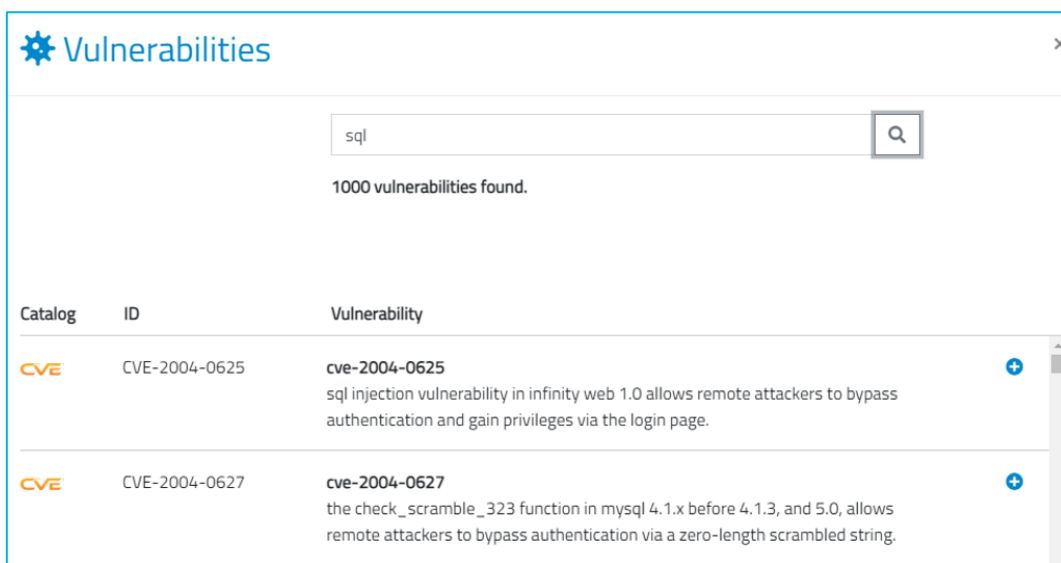 Vulnerabilities
×
sql
1000 vulnerabilities found.
Catalog ID Vulnerability
CVE CVE-2004-0625 cve-2004-0625
sql injection vulnerability in infinity web 1.0 allows remote attackers to bypass
authentication and gain privileges via the login page.
CVE CVE-2004-0627 cve-2004-0627
the check_scramble_323 function in mysql 4.1.x before 4.1.3, and 5.0, allows
remote attackers to bypass authentication via a zero-length scrambled string.